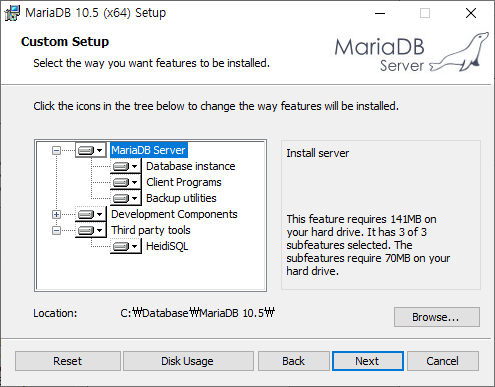 MariaDB 10.5 (x64) Setup
Custom Setup
Select the way you want features to be installed.
MariaDB
Server
Click the icons in the tree below to change the way features will be installed.
MariaDB Server
Database instance
Client Programs
Backup utilities
Development Components
Third party tools
HeidiSQL
Install server
This feature requires 141MB on
your hard drive. It has 3 of 3
subfeatures selected. The
subfeatures require 70MB on your
hard drive.
Location: C:₩Database₩MariaDB 10.5₩
Browse...
Reset Disk Usage Back Next Cancel